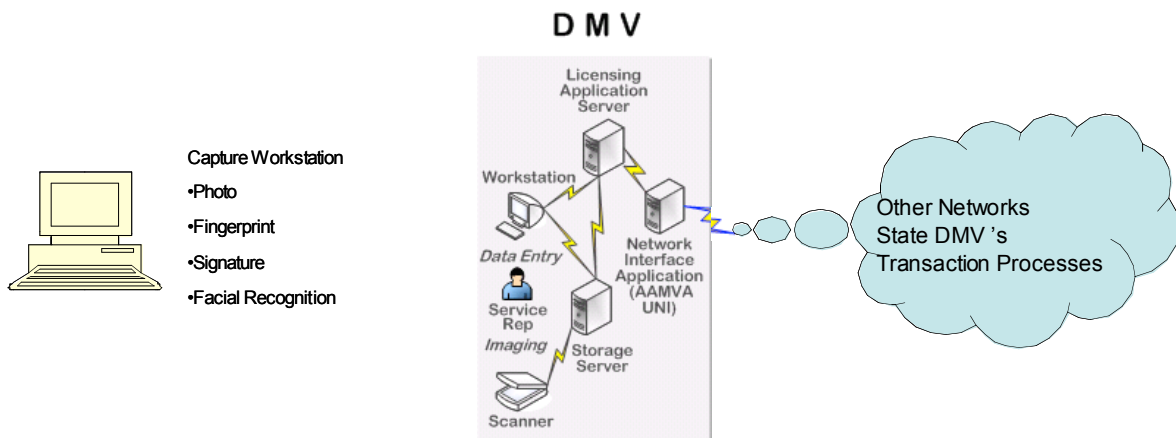 D M V
Capture Workstation
•Photo
•Fingerprint
•Signature
•Facial Recognition
Licensing
Application
Server
Workstation
Data Entry
Service
Rep
Imaging
Scanner
Network
Interface
Application
(AAMVA
UNI)
Storage
Server
Other Networks
State DMV 's
Transaction Processes